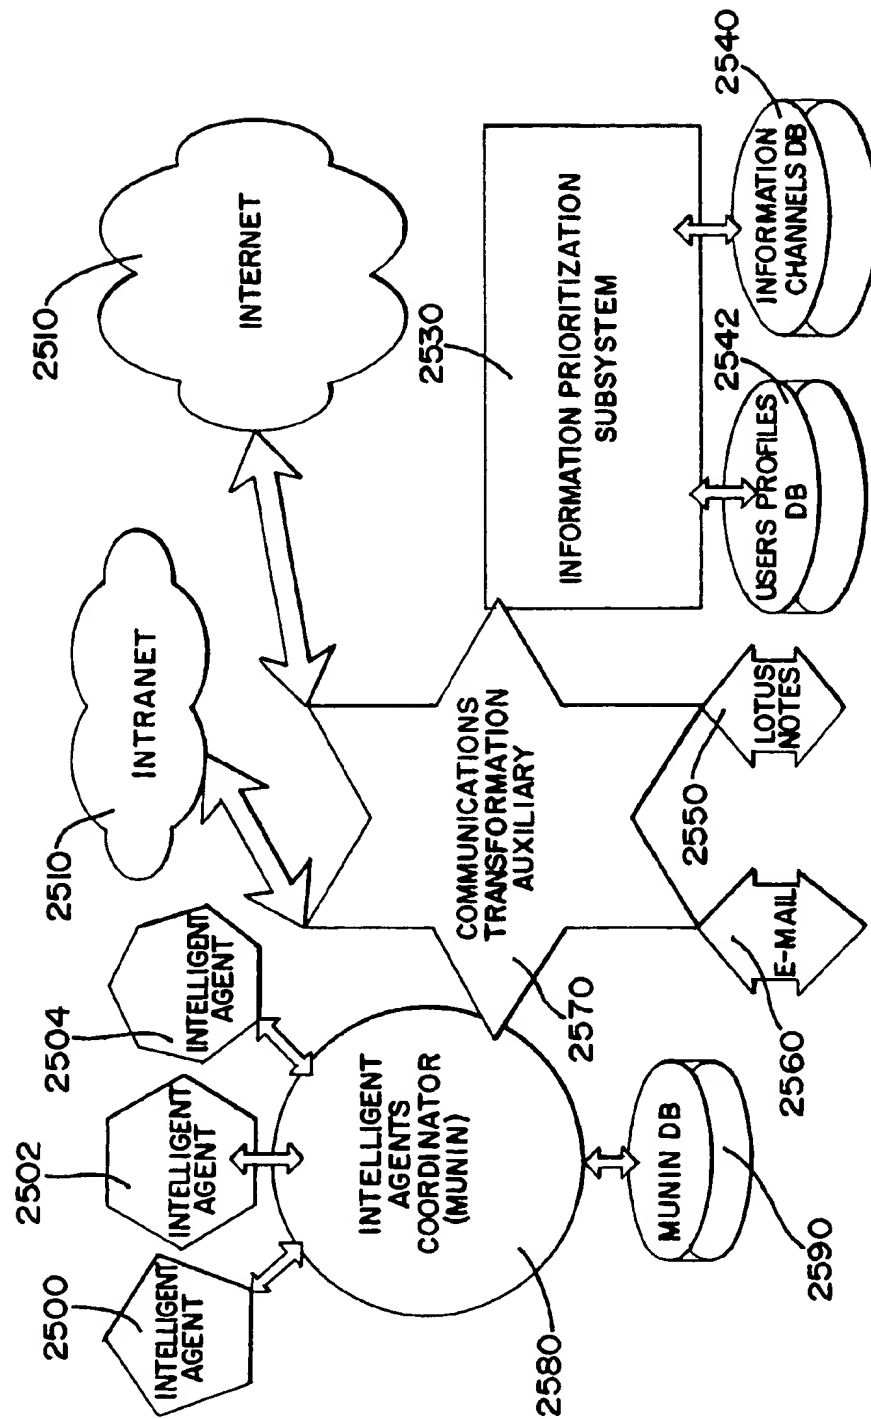 2500
INTELLIGENT
AGENT
2502
INTELLIGENT
AGENT
2504
INTELLIGENT
AGENT
2510
INTRANET
2510
INTERNET
INTELLIGENT
AGENTS
COORDINATOR
(MUNIN)
2580
COMMUNICATIONS
TRANSFORMATION
AUXILIARY
2570
2530
INFORMATION PRIORITIZATION
SUBSYSTEM
MUNIN DB
2590
E-MAIL
2560
LOTUS
NOTES
2550
USERS PROFILES
DB
2542
INFORMATION
CHANNELS DB
2540